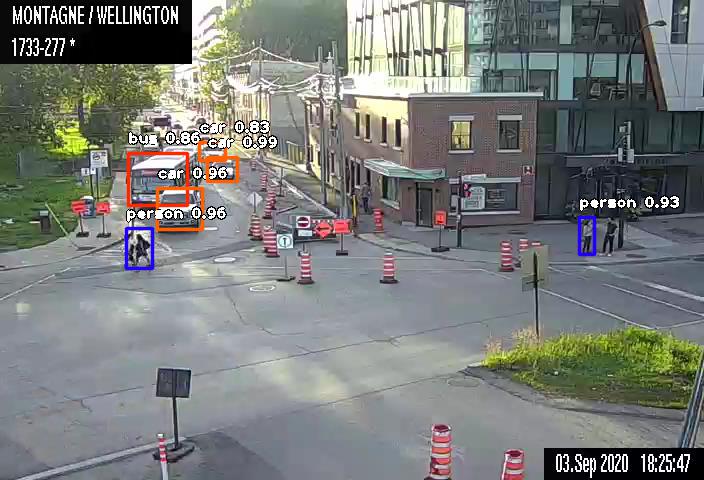 MONTAGNE / WELLINGTON
1733-277 *
car 0.83
bus 0.86
car 0.99
car 0.96
person 0.96
person 0.93
03.Sep 2020 18:25:47